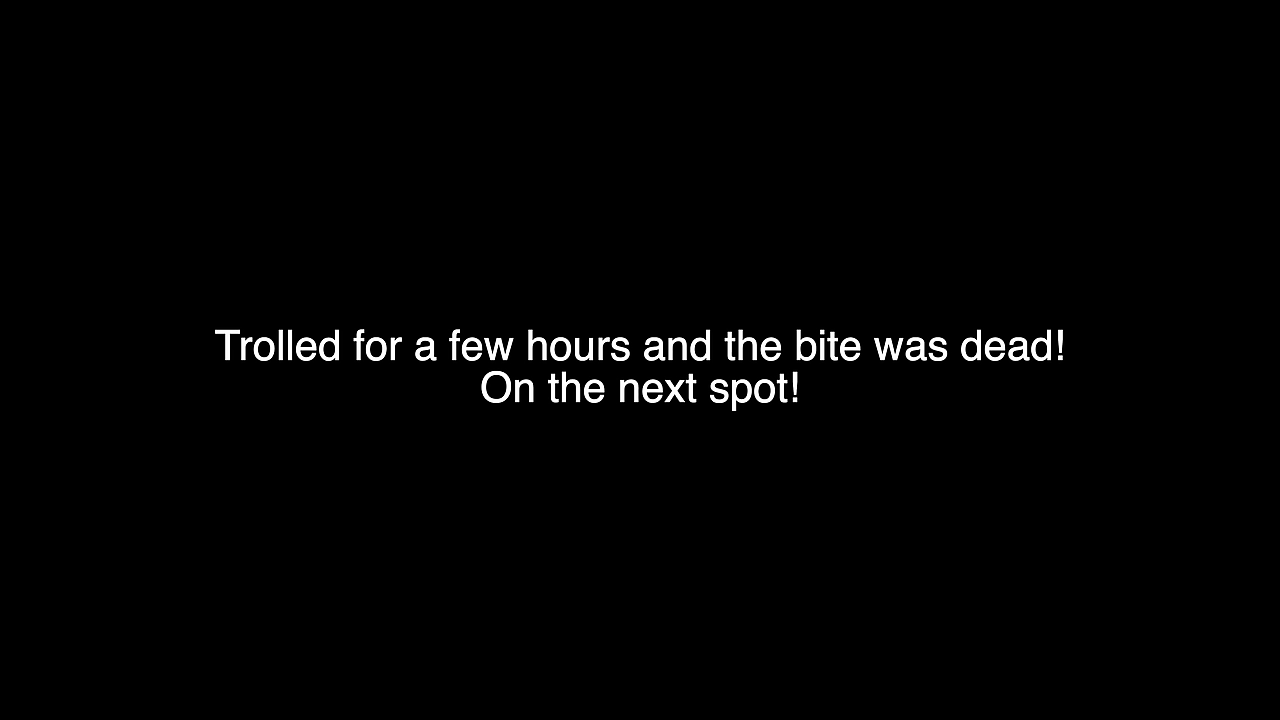 Trolled for a few hours and the bite was dead!
On the next spot!